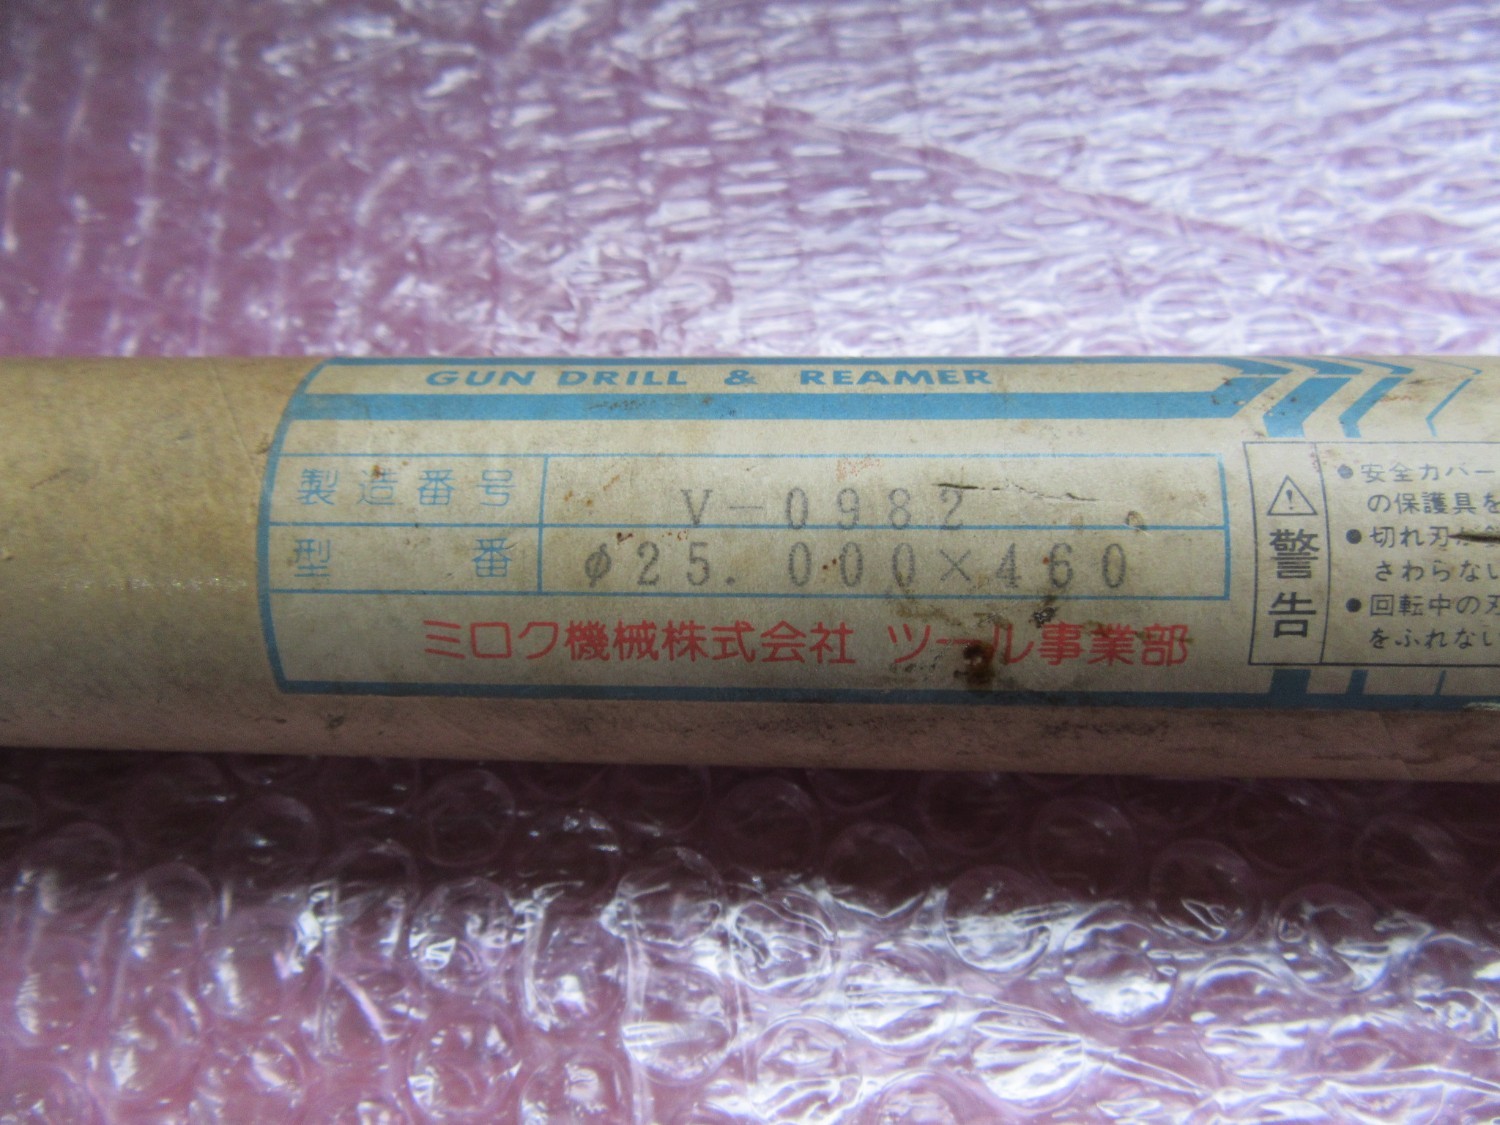 GUN DRILL & REAMER
製造番号 V-0982
型番 φ25.000×460
ミロク機械株式会社 ツール事業部
警告
●安全カバー
の保護具を
●切れ刃が
さわらない
●回転中の刃
をふれない